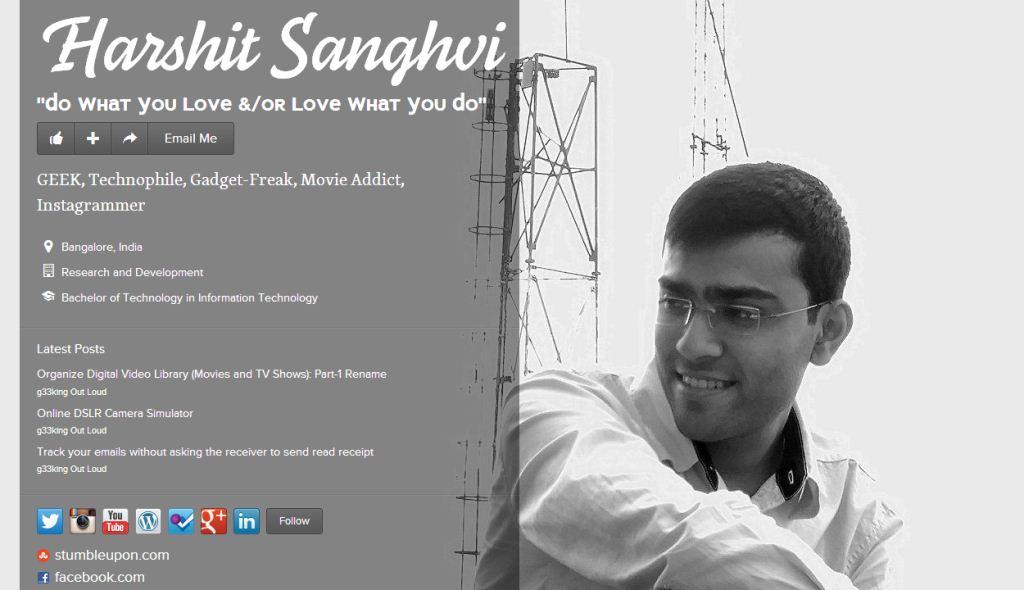 Harshit Sanghvi
"do What You Love &/or Love What You do"
Email Me
GEEK, Technophile, Gadget-Freak, Movie Addict,
Instagrammer
Bangalore, India
Research and Development
Bachelor of Technology in Information Technology
Latest Posts
Organize Digital Video Library (Movies and TV Shows): Part-1 Rename
g33king Out Loud
Online DSLR Camera Simulator
g33king Out Loud
Track your emails without asking the receiver to send read receipt
g33king Out Loud
You
Tube
g+
in
Follow
stumbleupon.com
facebook.com